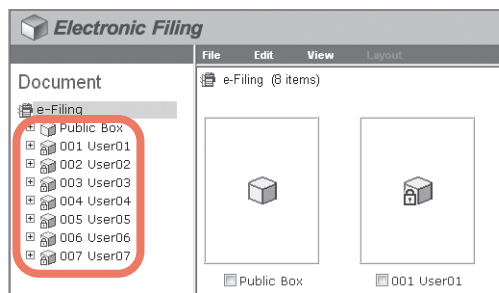 Electronic Filing
File Edit View Layout
Document
e-Filing
Public Box
001 User01
002 User02
003 User03
004 User04
005 User05
006 User06
007 User07
e-Filing (8 items)
Public Box
001 User01